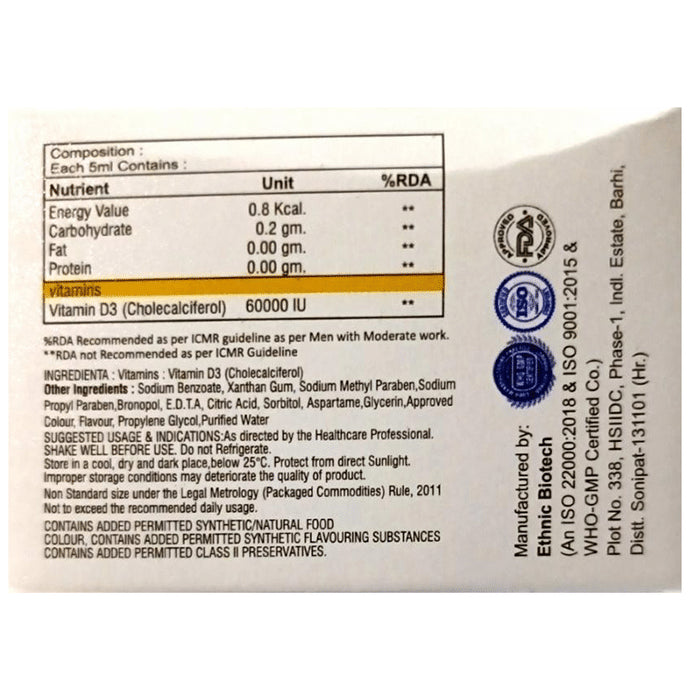 Composition :
Each 5ml Contains :
Nutrient Unit %RDA
Energy Value 0.8 Kcal. **
Carbohydrate 0.2 gm. **
Fat 0.00 gm. **
Protein 0.00 gm. **
vitamins
Vitamin D3 (Cholecalciferol) 60000 IU **
%RDA Recommended as per ICMR guideline as per Men with Moderate work.
**RDA not Recommended as per ICMR Guideline
INGREDIENTA : Vitamins : Vitamin D3 (Cholecalciferol)
Other Ingredients : Sodium Benzoate, Xanthan Gum, Sodium Methyl Paraben,Sodium
Propyl Paraben,Bronopol, E.D.T.A, Citric Acid, Sorbitol, Aspartame,Glycerin,Approved
Colour, Flavour, Propylene Glycol,Purified Water
SUGGESTED USAGE & INDICATIONS:As directed by the Healthcare Professional.
SHAKE WELL BEFORE USE. Do not Refrigerate.
Store in a cool, dry and dark place,below 25°C. Protect from direct Sunlight.
Improper storage conditions may deteriorate the quality of product.
Non Standard size under the Legal Metrology (Packaged Commodities) Rule, 2011
Not to exceed the recommended daily usage.
CONTAINS ADDED PERMITTED SYNTHETIC/NATURAL FOOD
COLOUR, CONTAINS ADDED PERMITTED SYNTHETIC FLAVOURING SUBSTANCES
CONTAINS ADDED PERMITTED CLASS II PRESERVATIVES.
APPROVED
FDA
APPROVED
ISO
Manufactured by:
Ethnic Biotech
(An ISO 22000:2018 & ISO 9001:2015 &
WHO-GMP Certified Co.)
Plot No. 338, HSIIDC, Phase-1, Indl. Estate, Barhi,
Distt. Sonipat-131101 (Hr.)